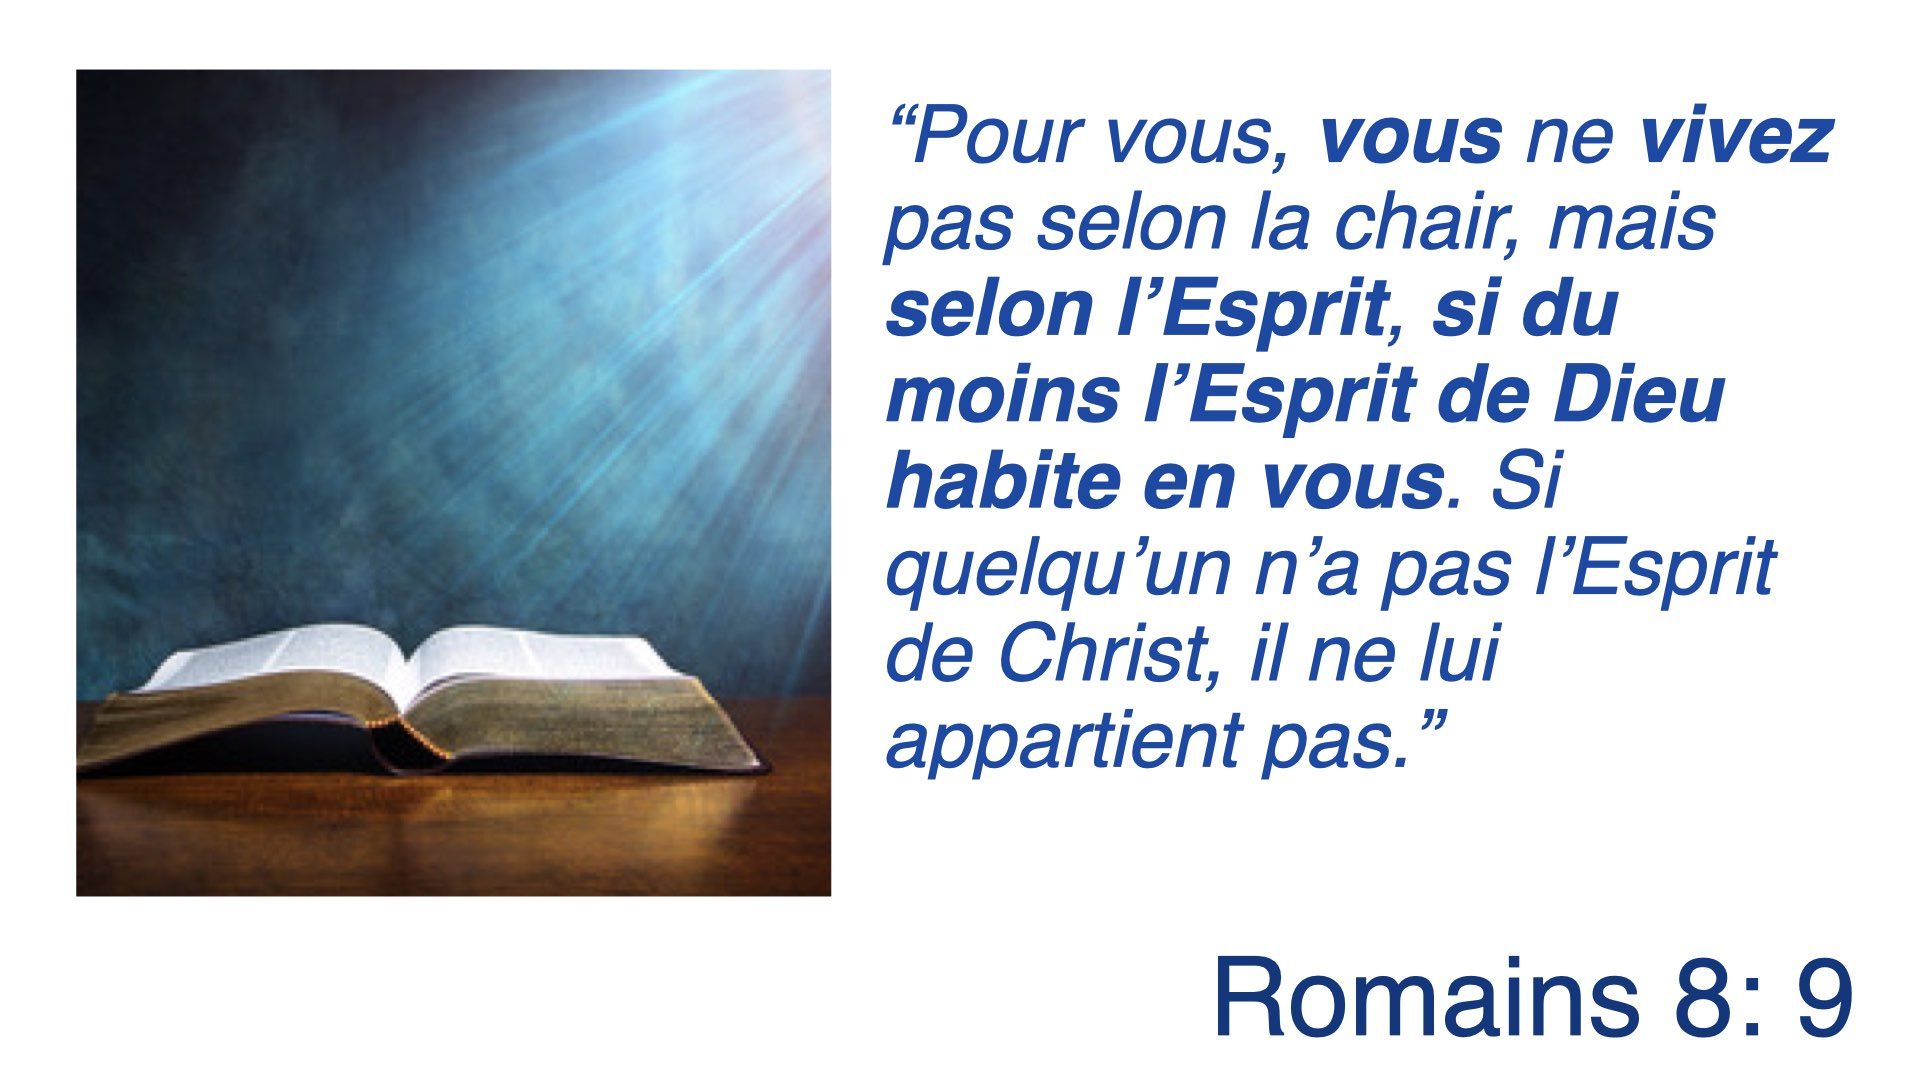 “Pour vous, vous ne vivez
pas selon la chair, mais
selon l’Esprit, si du
moins l’Esprit de Dieu
habite en vous. Si
quelqu’un n’a pas l’Esprit
de Christ, il ne lui
appartient pas.”
Romains 8: 9